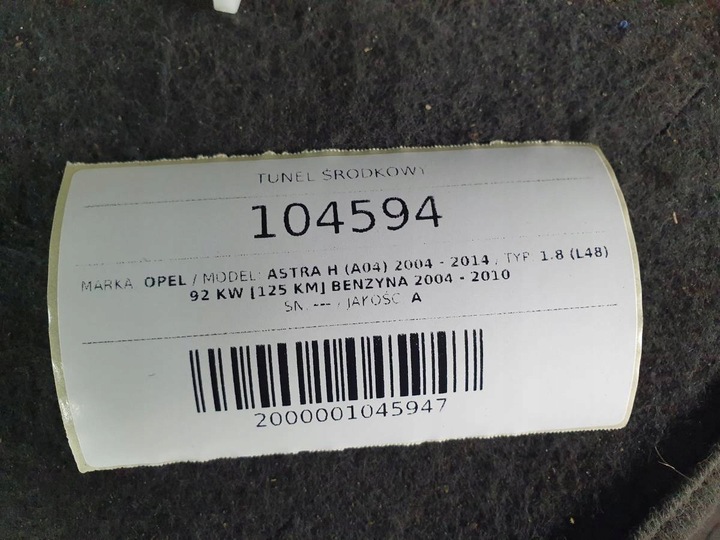 TUNEL ŚRODKOWY
104594
MARKA: OPEL / MODEL: ASTRA H (A04) 2004 - 2014 , TYP: 1.8 (L48)
92 KW [125 KM] BENZYNA 2004 - 2010
SN: --- / JAKOŚĆ: A
2000001045947